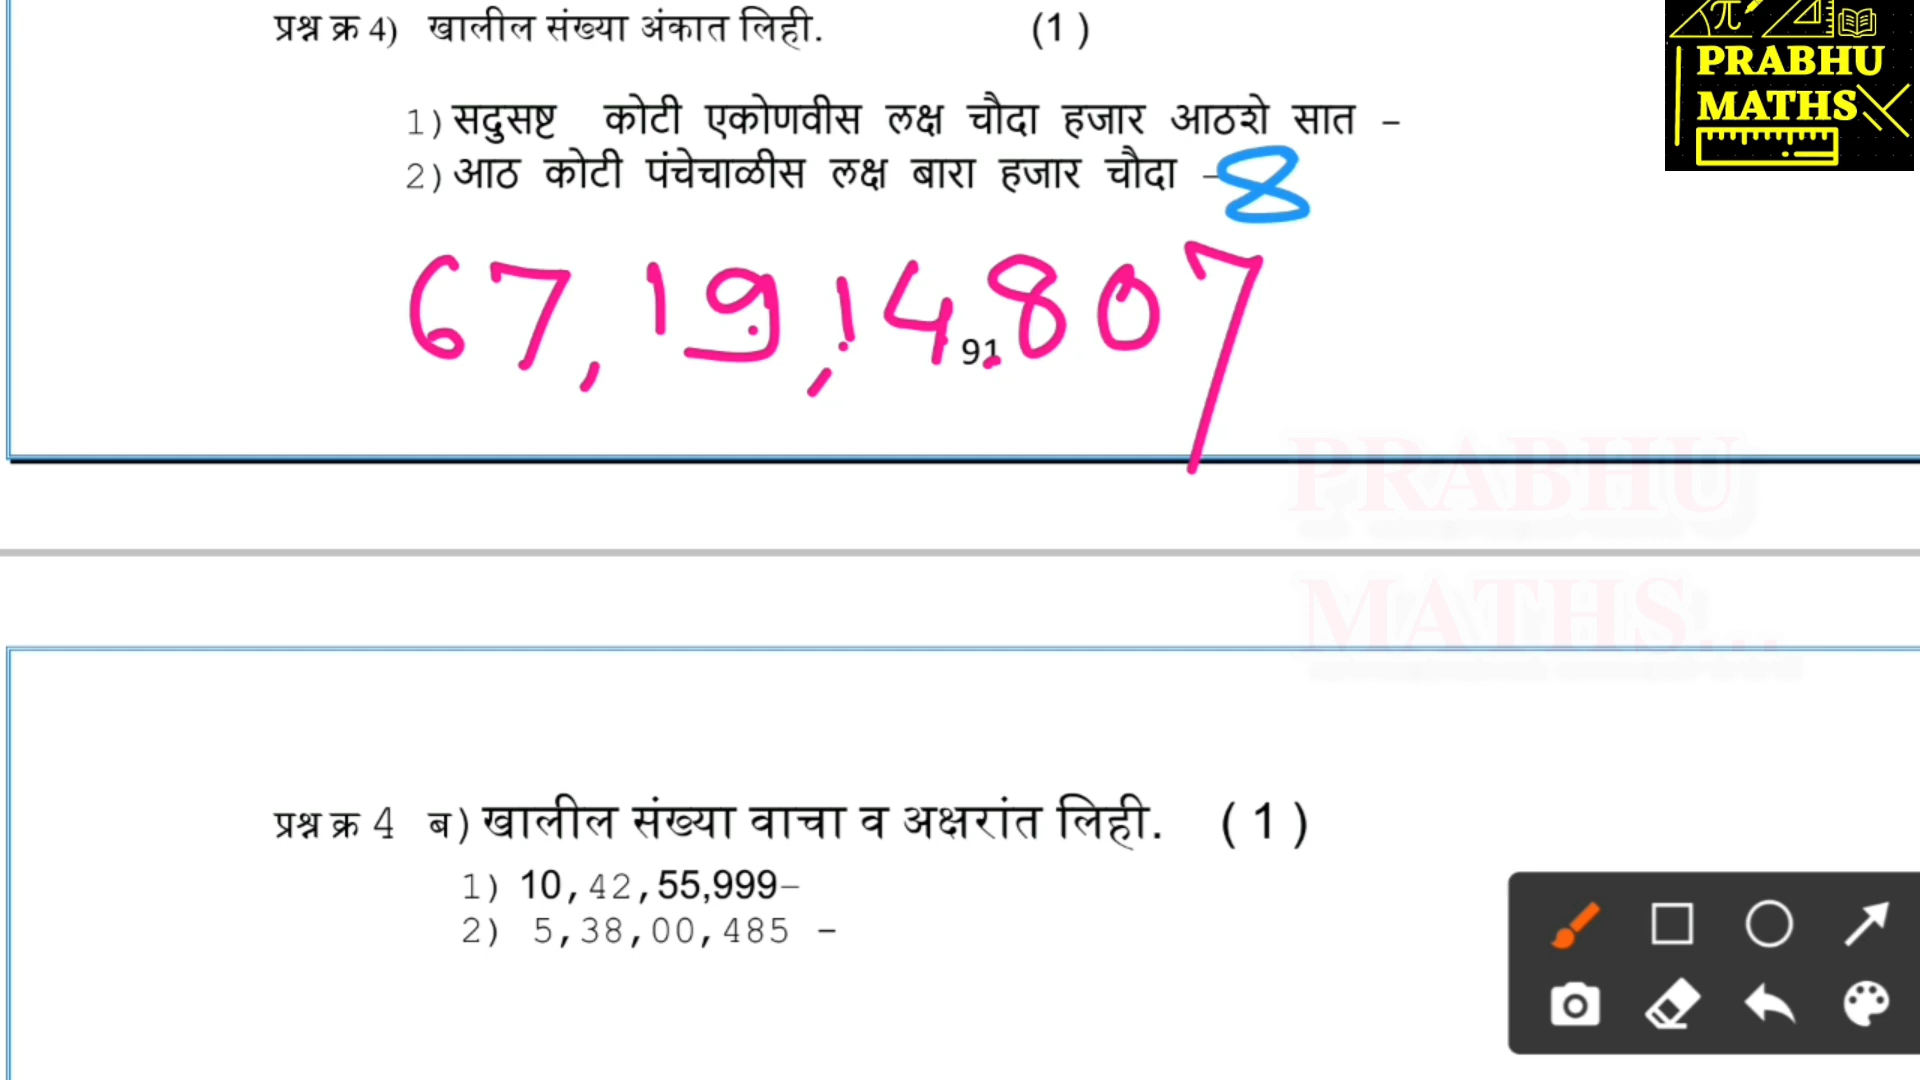 प्रश्न क्र 4) खालील संख्या अंकात लिही. (1)
PRABHU
MATHS
1) सदुसष्ट कोटी एकोणवीस लक्ष चौदा हजार आठशे सात -
2) आठ कोटी पंचेचाळीस लक्ष बारा हजार चौदा - 8
67,19,14,807
91
PRABHU
MATHS...
प्रश्न क्र 4 ब) खालील संख्या वाचा व अक्षरांत लिही. (1)
1) 10,42,55,999–
2) 5,38,00,485 -